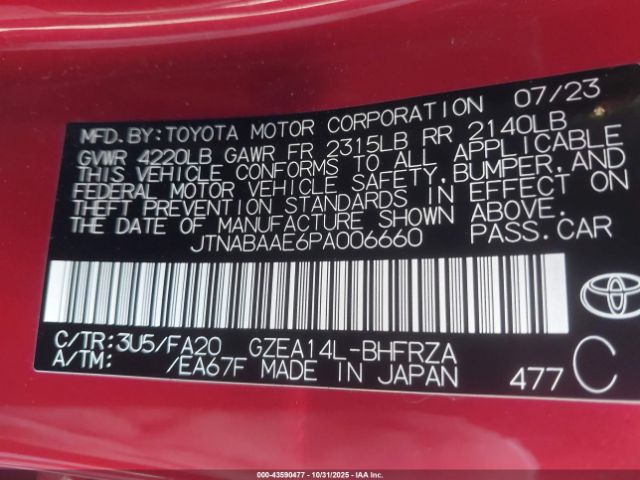 MFD. BY: TOYOTA MOTOR CORPORATION 07/23
GVWR 4220LB GAWR FR 2315LB RR 2140LB
THIS VEHICLE CONFORMS TO ALL APPLICABLE
FEDERAL MOTOR VEHICLE SAFETY, BUMPER, AND
THEFT PREVENTION STANDARDS IN EFFECT ON
THE DATE OF MANUFACTURE SHOWN ABOVE.
JTNABAAE6PA006660 PASS.CAR
C/TR: 3U5/FA20 GZEA14L-BHFRZA
A/TM: /EA67F MADE IN JAPAN 477 C
000-43590477 | 10/31/2025 | IAAI.COM